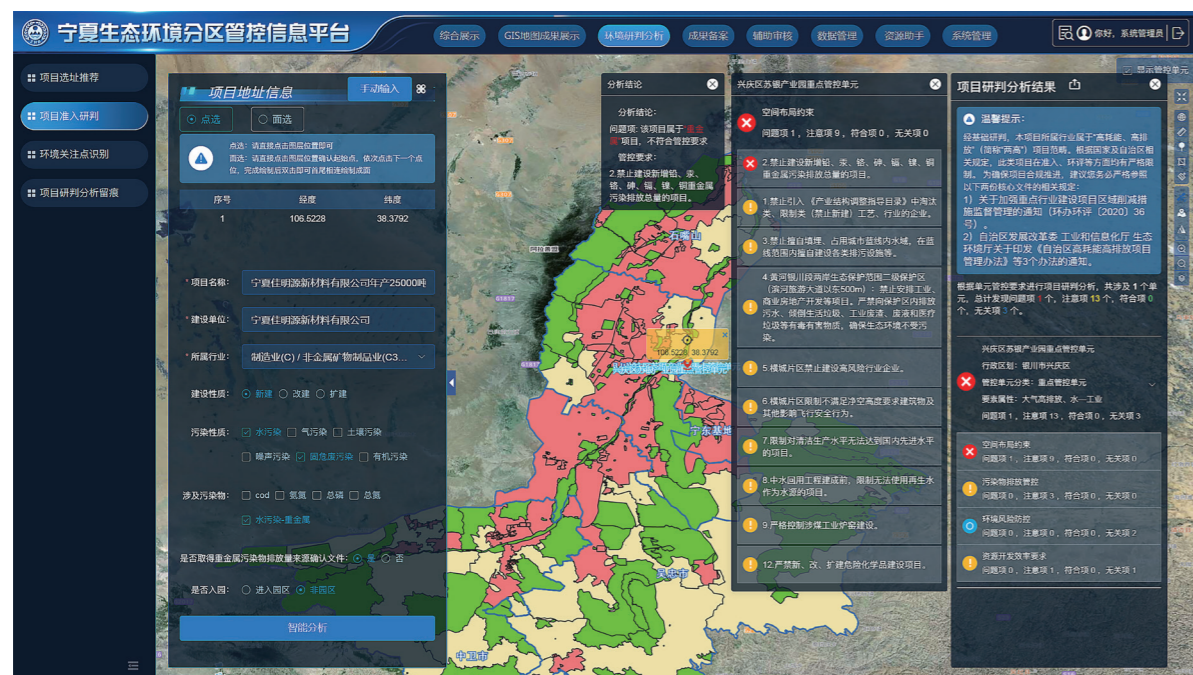 宁夏生态环境分区管控信息平台
综合展示
GIS地图成果展示
环境研判分析
成果备案
辅助审核
数据管理
资源助手
系统管理
你好，系统管理员
显示管控单元
项目选址推荐
项目准入研判
环境关注点识别
项目研判分析留痕
项目地址信息
手动输入
点选
面选
点选：请直接点击图层位置即可
面选：请直接点击图层位置确认起始点，依次点击下一个点
位，完成绘制后双击即可首尾相连绘制成面
序号 经度 纬度
1 106.5228 38.3792
*项目名称: 宁夏佳明源新材料有限公司年产25000吨
*建设单位: 宁夏佳明源新材料有限公司
*所属行业: 制造业(C) / 非金属矿物制品业(C3...
建设性质: 新建 改建 扩建
污染性质: 水污染 气污染 土壤污染
噪声污染 固危废污染 有机污染
涉及污染物: cod 氨氮 总磷 总氮
水污染-重金属
是否取得重金属污染物排放量来源确认文件: 是 否
是否入园: 进入园区 非园区
智能分析
阿拉善盟
石嘴山
106.5228 38.3792
兴庆区苏银产业园重点管控单元
宁东基地
吴忠市
中卫市
分析结论
分析结论:
问题项: 该项目属于
项目，不符合管控要求
管控要求:
2.禁止建设新增铅、汞、
铬、砷、镉、镍、铜重金属
污染排放总量的项目。
兴庆区苏银产业园重点管控单元
空间布局约束
问题项 1，注意项 9，符合项 0，无关项 0
2.禁止建设新增铅、汞、铬、砷、镉、镍、铜
重金属污染排放总量的项目。
1.禁止引入 《产业结构调整指导目录》中淘汰
类、限制类（禁止新建）工艺、行业的企业。
3.禁止擅自填埋、占用城市蓝线内水域，在蓝
线范围内擅自建设各类排污设施等。
4.黄河银川段两岸生态保护范围二级保护区
（滨河旅游大道以东500m）：禁止安排工业、
商业房地产开发等项目。严禁向保护区内排放
污水、倾倒生活垃圾、工业废渣、废液和医疗
垃圾等有毒有害物质，确保生态环境不受污
染。
5.横城片区禁止建设高风险行业企业。
6.横城片区限制不满足净空高度要求建筑物及
其他影响飞行安全行为。
7.限制对清洁生产水平无法达到国内先进水平
的项目。
8.中水回用工程建成前，限制无法使用再生水
作为水源的项目。
9.严格控制涉煤工业炉窑建设。
12.严禁新、改、扩建危险化学品建设项目。
项目研判分析结果
温馨提示:
经基础研判，本项目所属行业属于“高耗能、高排
放”（简称“两高”）项目范畴。根据国家及自治区相
关规定，此类项目在准入、环评等方面均有严格限
制。 为确保项目合规推进，建议您务必严格参照
以下两份核心文件的相关规定:
1）关于加强重点行业建设项目区域削减措
施监督管理的通知（环办环评〔2020〕36
号）。
2）自治区发展改革委 工业和信息化厅 生态
环境厅关于印发《自治区高耗能高排放项目
管理办法》等3个办法的通知。
根据单元管控要求进行项目研判分析，共涉及 1 个单
元，总计发现问题项 1 个，注意项 13 个，符合项 0
个，无关项 3 个。
兴庆区苏银产业园重点管控单元
行政区划: 银川市兴庆区
管控单元分类: 重点管控单元
要素属性: 大气高排放、水—工业
问题项 1，注意项 13，符合项 0，无关项 3
空间布局约束
问题项 1，注意项 9，符合项 0，无关项 0
污染物排放管控
问题项 0，注意项 3，符合项 0，无关项 0
环境风险防控
问题项 0，注意项 0，符合项 0，无关项 2
资源开发效率要求
问题项 0，注意项 1，符合项 0，无关项 1